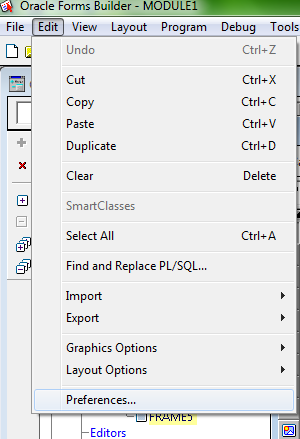 Oracle Forms Builder - MODULE1
File Edit View Layout Program Debug Tools
Undo Ctrl+Z
Cut Ctrl+X
Copy Ctrl+C
Paste Ctrl+V
Duplicate Ctrl+D
Clear Delete
SmartClasses
Select All Ctrl+A
Find and Replace PL/SQL...
Import
Export
Graphics Options
Layout Options
Preferences...
FRAME5
Editors